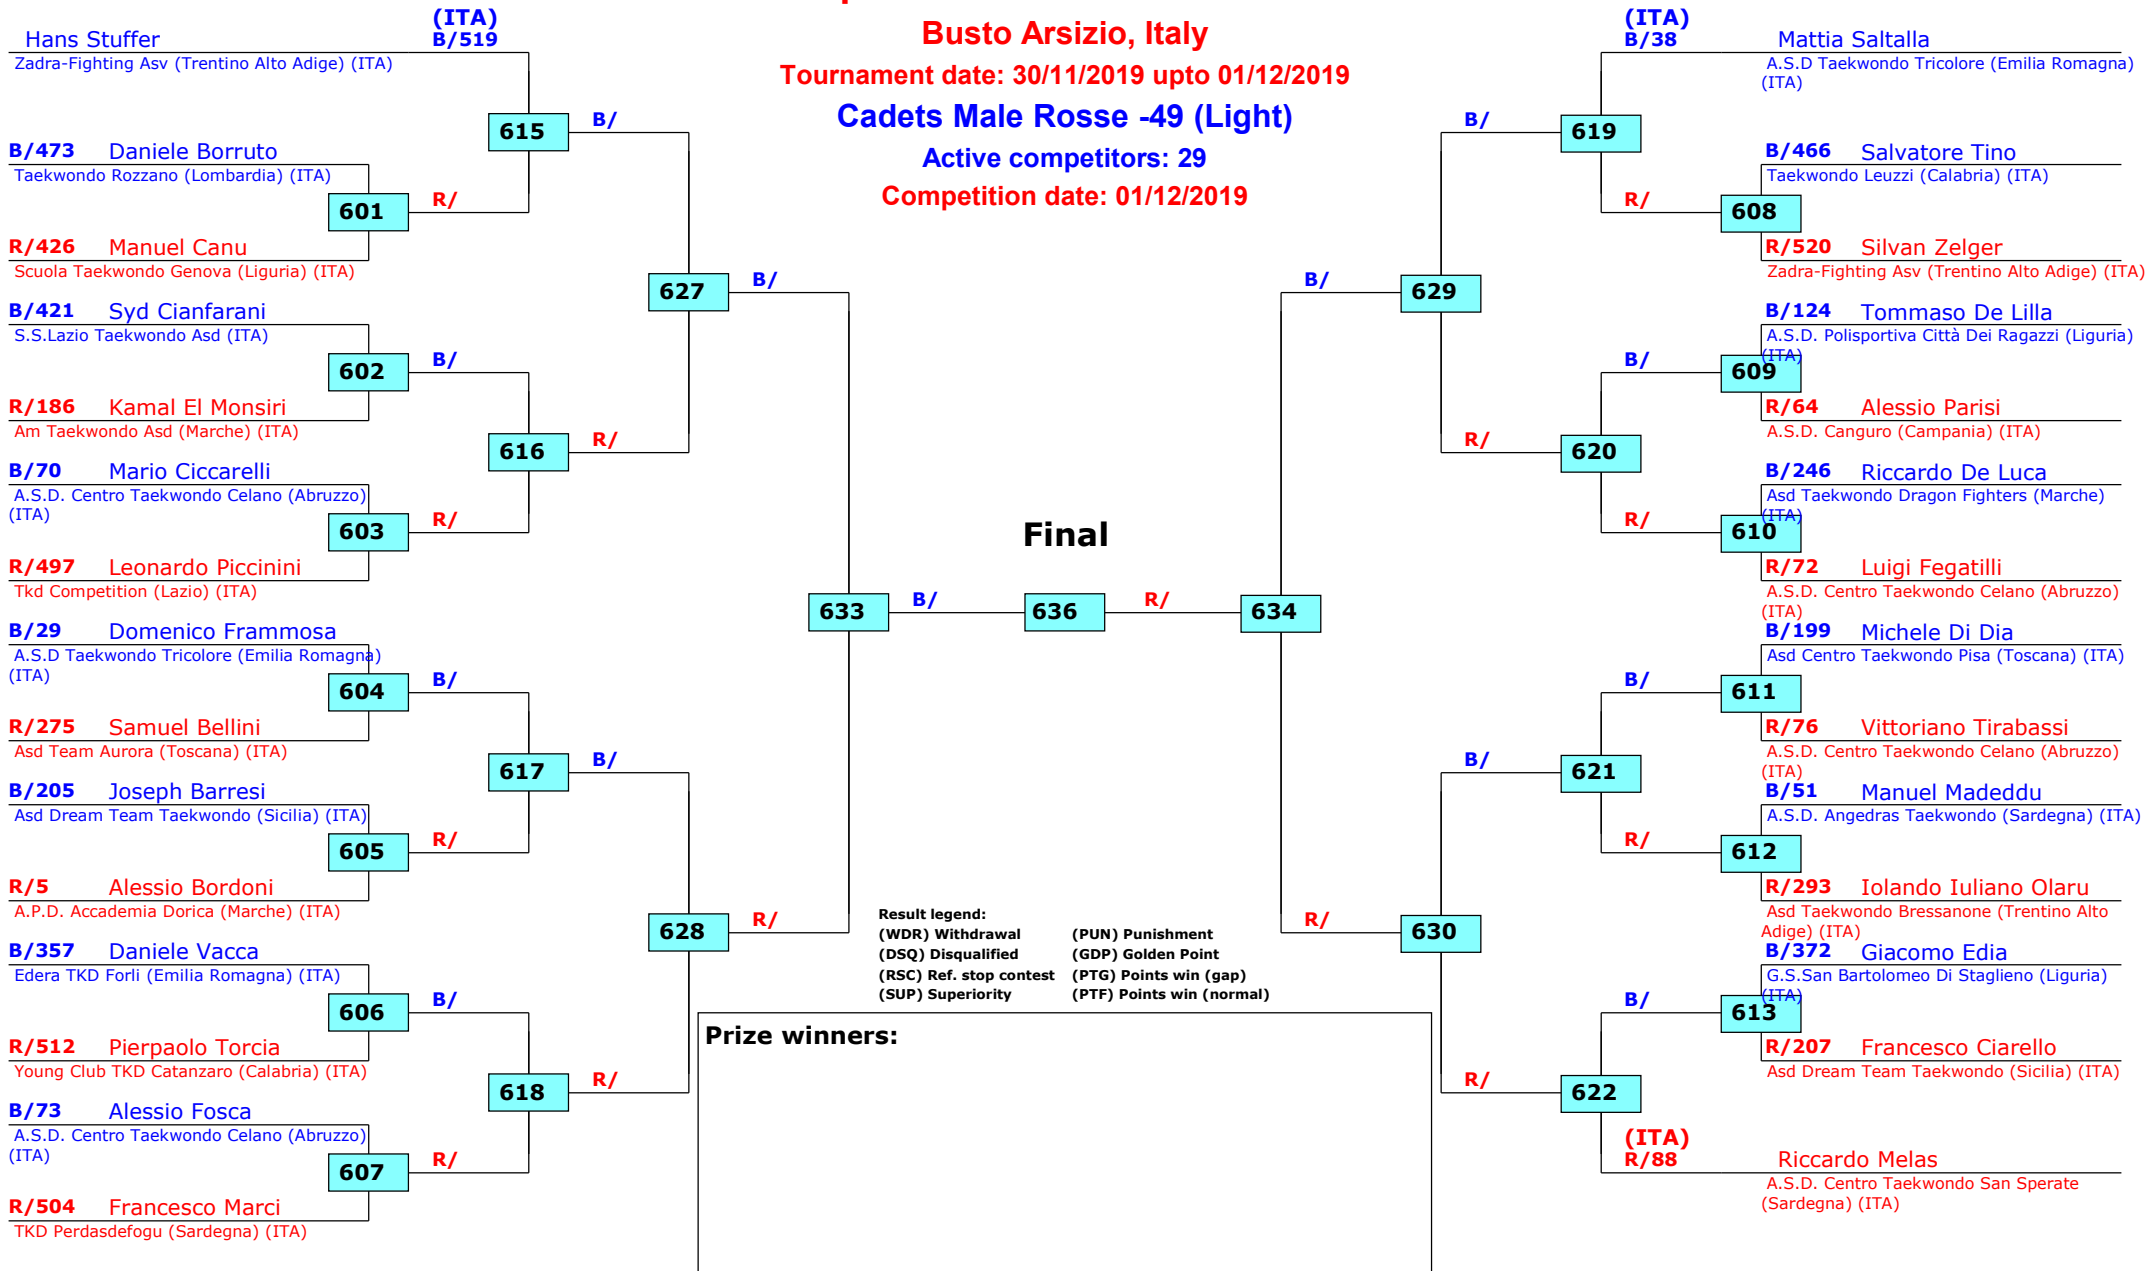 Busto Arsizio, Italy
Tournament date: 30/11/2019 upto 01/12/2019
Cadets Male Rosse -49 (Light)
Active competitors: 29
Competition date: 01/12/2019
(ITA)
Hans Stuffer B/519
Zadra-Fighting Asv (Trentino Alto Adige) (ITA)
615 B/
B/473 Daniele Borruto
Taekwondo Rozzano (Lombardia) (ITA)
601 R/
R/426 Manuel Canu
Scuola Taekwondo Genova (Liguria) (ITA)
627 B/
B/421 Syd Cianfarani
S.S.Lazio Taekwondo Asd (ITA)
602 B/
R/186 Kamal El Monsiri
Am Taekwondo Asd (Marche) (ITA)
616 R/
B/70 Mario Ciccarelli
A.S.D. Centro Taekwondo Celano (Abruzzo)
(ITA)
603 R/
R/497 Leonardo Piccinini
Tkd Competition (Lazio) (ITA)
633 B/
B/29 Domenico Frammosa
A.S.D Taekwondo Tricolore (Emilia Romagna)
(ITA)
604 B/
R/275 Samuel Bellini
Asd Team Aurora (Toscana) (ITA)
617 B/
B/205 Joseph Barresi
Asd Dream Team Taekwondo (Sicilia) (ITA)
605 R/
R/5 Alessio Bordoni
A.P.D. Accademia Dorica (Marche) (ITA)
628 R/
B/357 Daniele Vacca
Edera TKD Forli (Emilia Romagna) (ITA)
606 B/
R/512 Pierpaolo Torcia
Young Club TKD Catanzaro (Calabria) (ITA)
618 R/
B/73 Alessio Fosca
A.S.D. Centro Taekwondo Celano (Abruzzo)
(ITA)
607 R/
R/504 Francesco Marci
TKD Perdasdefogu (Sardegna) (ITA)
Final
636 R/
(ITA)
B/38 Mattia Saltalla
A.S.D Taekwondo Tricolore (Emilia Romagna)
(ITA)
B/ 619
B/466 Salvatore Tino
Taekwondo Leuzzi (Calabria) (ITA)
R/ 608
R/520 Silvan Zelger
Zadra-Fighting Asv (Trentino Alto Adige) (ITA)
B/ 629
B/124 Tommaso De Lilla
A.S.D. Polisportiva Città Dei Ragazzi (Liguria)
(ITA)
B/ 609
R/64 Alessio Parisi
A.S.D. Canguro (Campania) (ITA)
R/ 620
B/246 Riccardo De Luca
Asd Taekwondo Dragon Fighters (Marche)
(ITA)
R/ 610
R/72 Luigi Fegatilli
A.S.D. Centro Taekwondo Celano (Abruzzo)
(ITA)
634
B/199 Michele Di Dia
Asd Centro Taekwondo Pisa (Toscana) (ITA)
B/ 611
R/76 Vittoriano Tirabassi
A.S.D. Centro Taekwondo Celano (Abruzzo)
(ITA)
B/ 621
B/51 Manuel Madeddu
A.S.D. Angedras Taekwondo (Sardegna) (ITA)
R/ 612
R/293 Iolando Iuliano Olaru
Asd Taekwondo Bressanone (Trentino Alto
Adige) (ITA)
R/ 630
B/372 Giacomo Edia
G.S.San Bartolomeo Di Staglieno (Liguria)
(ITA)
B/ 613
R/207 Francesco Ciarello
Asd Dream Team Taekwondo (Sicilia) (ITA)
R/ 622
(ITA)
R/88 Riccardo Melas
A.S.D. Centro Taekwondo San Sperate
(Sardegna) (ITA)
Result legend:
(WDR) Withdrawal (PUN) Punishment
(DSQ) Disqualified (GDP) Golden Point
(RSC) Ref. stop contest (PTG) Points win (gap)
(SUP) Superiority (PTF) Points win (normal)
Prize winners: